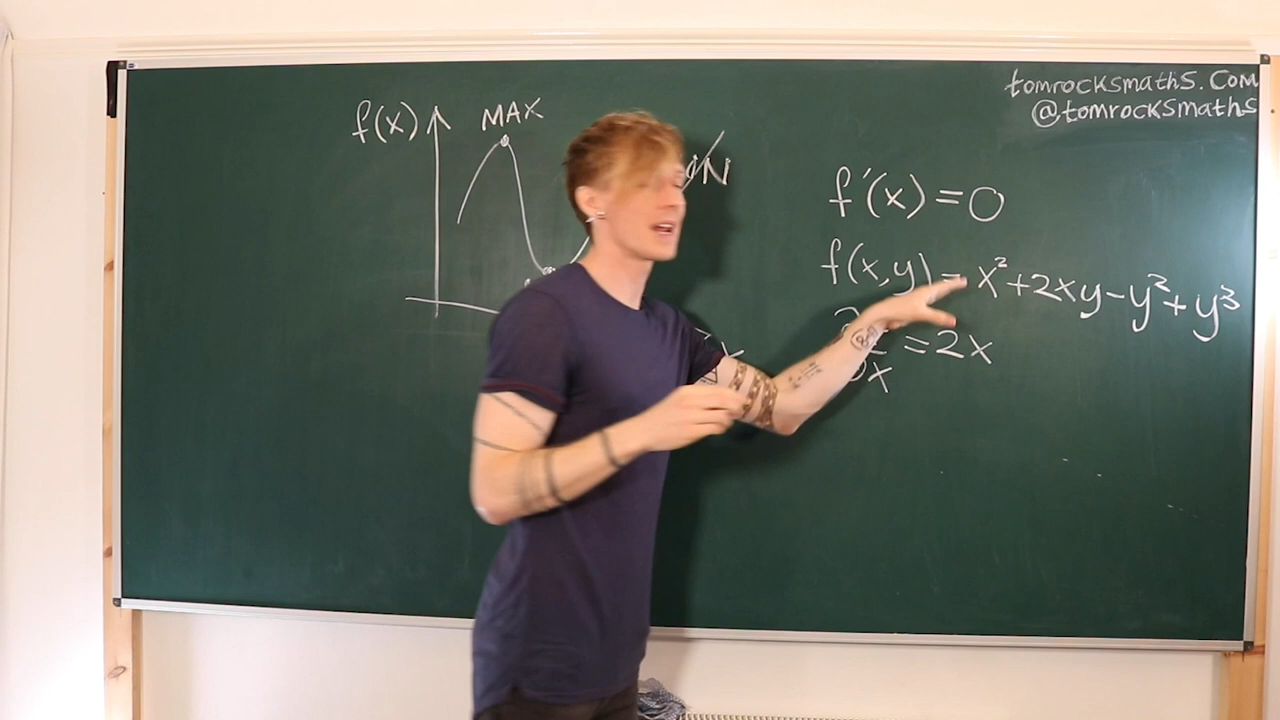 tomrocksmaths.com
@tomrocksmaths
f(x)
MAX
f'(x) = 0
f(x,y) = x² + 2xy - y² + y³
= 2x
x
x